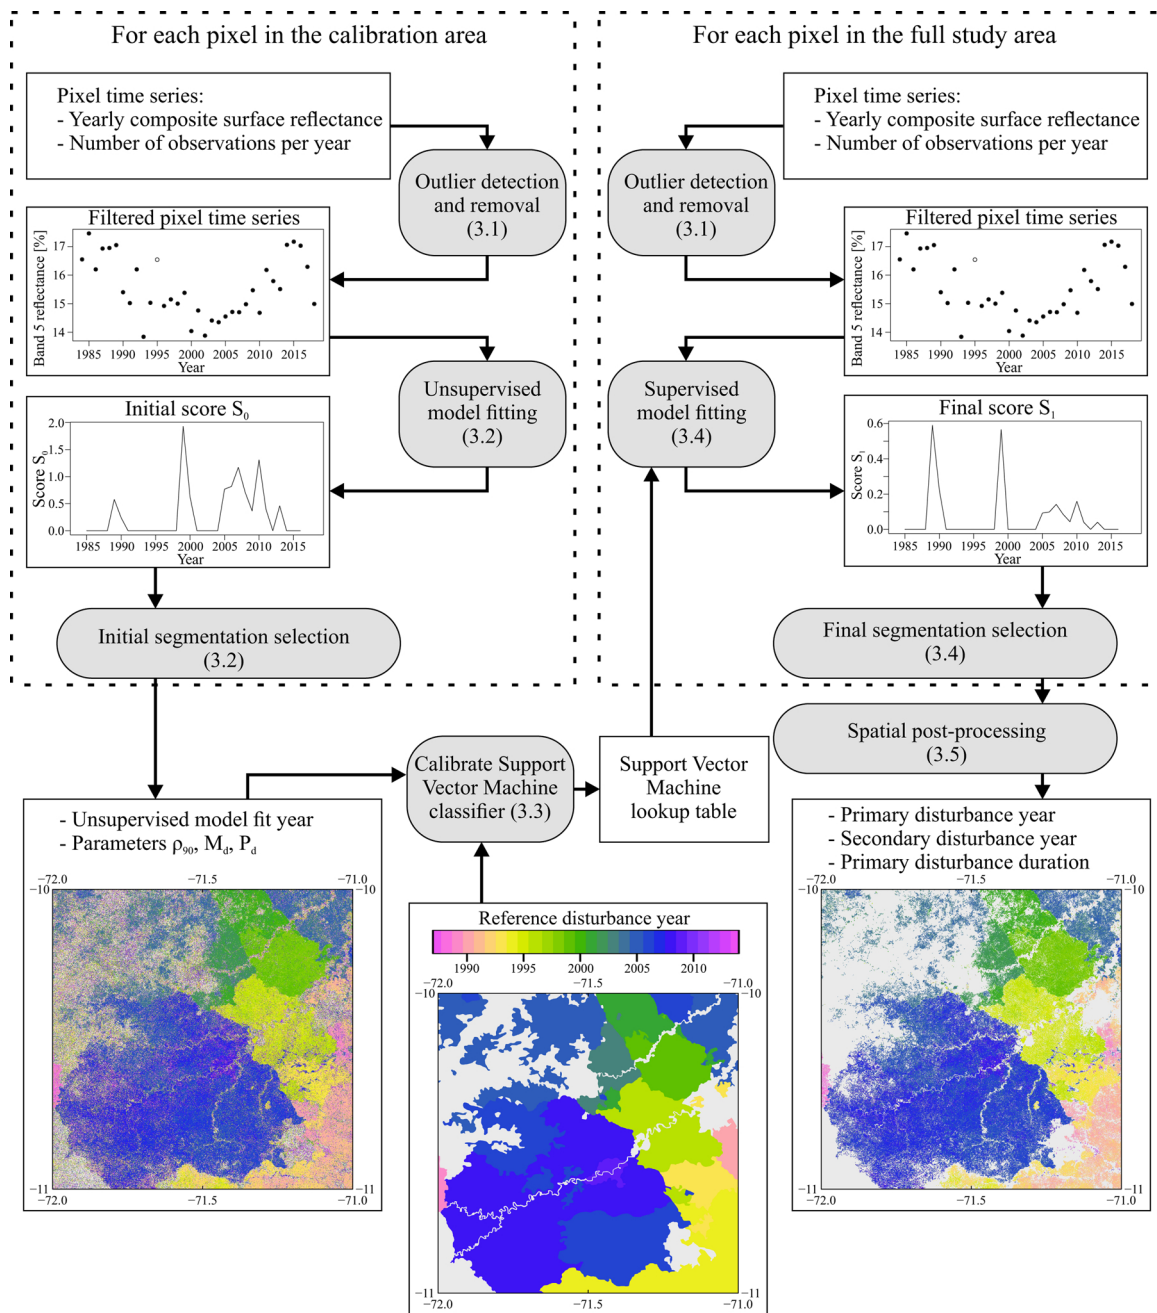 For each pixel in the calibration area
Pixel time series:
- Yearly composite surface reflectance
- Number of observations per year
Outlier detection
and removal
(3.1)
Filtered pixel time series
Band 5 reflectance [%]
17
16
15
14
1985 1990 1995 2000 2005 2010 2015
Year
Unsupervised
model fitting
(3.2)
Initial score S₀
Score S₀
2.0
1.5
1.0
0.5
0.0
1985 1990 1995 2000 2005 2010 2015
Year
Initial segmentation selection
(3.2)
For each pixel in the full study area
Pixel time series:
- Yearly composite surface reflectance
- Number of observations per year
Outlier detection
and removal
(3.1)
Filtered pixel time series
Band 5 reflectance [%]
17
16
15
14
1985 1990 1995 2000 2005 2010 2015
Year
Supervised
model fitting
(3.4)
Final score S₁
Score S₁
0.6
0.4
0.2
0.0
1985 1990 1995 2000 2005 2010 2015
Year
Final segmentation selection
(3.4)
Spatial post-processing
(3.5)
Calibrate Support
Vector Machine
classifier (3.3)
Support Vector
Machine
lookup table
- Unsupervised model fit year
- Parameters ρ₉₀, M_d, P_d
−10 −71.5 −10
−11 −11
−72.0 −71.5 −71.0
Reference disturbance year
1990 1995 2000 2005 2010
−72.0 −71.0
−10 −71.5 −10
−11 −11
−72.0 −71.5 −71.0
- Primary disturbance year
- Secondary disturbance year
- Primary disturbance duration
−10 −71.5 −10
−11 −11
−72.0 −71.5 −71.0